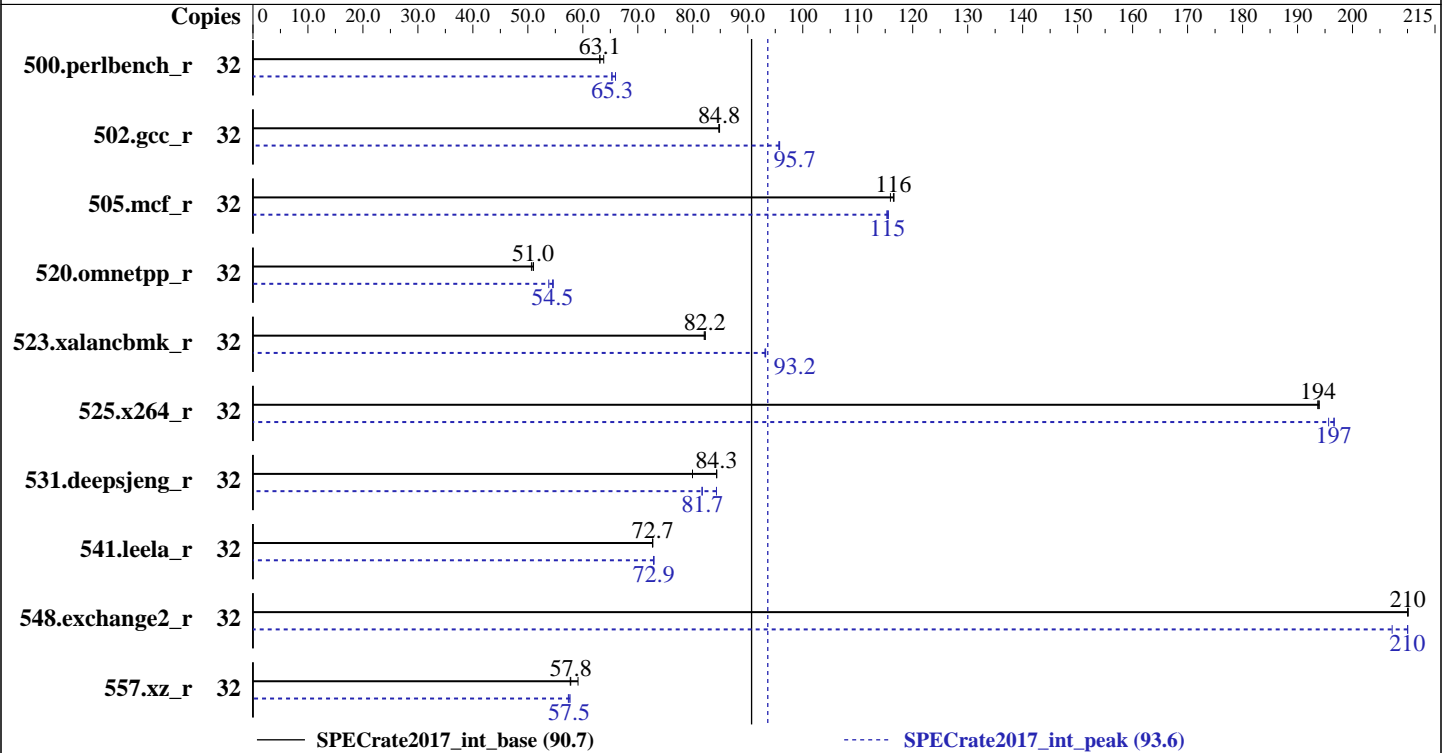 Copies 0 10.0 20.0 30.0 40.0 50.0 60.0 70.0 80.0 90.0 100 110 120 130 140 150 160 170 180 190 200 215
63.1
500.perlbench_r 32
65.3
84.8
502.gcc_r 32
95.7
116
505.mcf_r 32
115
51.0
520.omnetpp_r 32
54.5
82.2
523.xalancbmk_r 32
93.2
194
525.x264_r 32
197
84.3
531.deepsjeng_r 32
81.7
72.7
541.leela_r 32
72.9
210
548.exchange2_r 32
210
57.8
557.xz_r 32
57.5
SPECrate2017_int_base (90.7) SPECrate2017_int_peak (93.6)